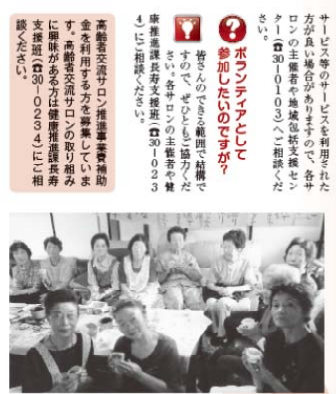 ービス等のサービスへ利用され
方が良い場合がありますので、各サ
ロンの主催者や地域包括支援セン
ター(☎30-0103)へご相談くだ
さい。
ボランティアとして
参加したいのですが?
皆さんのできる範囲で結構で
すので、ぜひともご協力くだ
さい。各サロンの主催者や健
康推進課長寿支援班(☎30-023
4)にご相談ください。
高齢者交流サロン推進事業費補助
金を利用する方を募集していま
す。高齢者交流サロンの取り組み
に興味がある方は健康推進課長寿
支援班(☎30-0234)にご相
談ください。